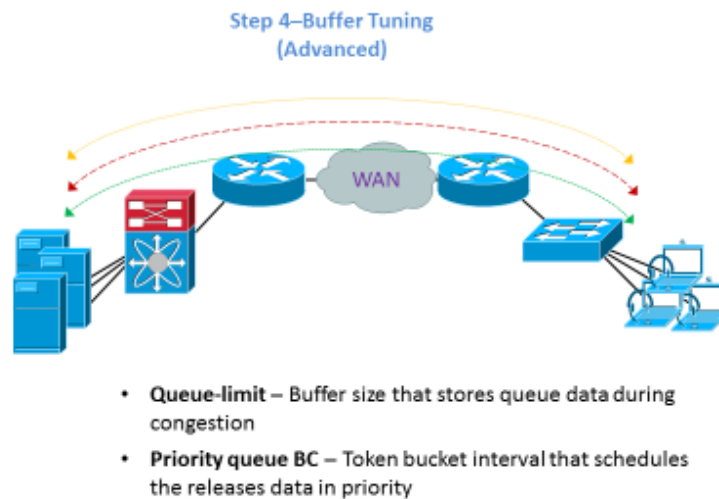 Step 4–Buffer Tuning
(Advanced)
WAN
• Queue-limit – Buffer size that stores queue data during
congestion
• Priority queue BC – Token bucket interval that schedules
the releases data in priority